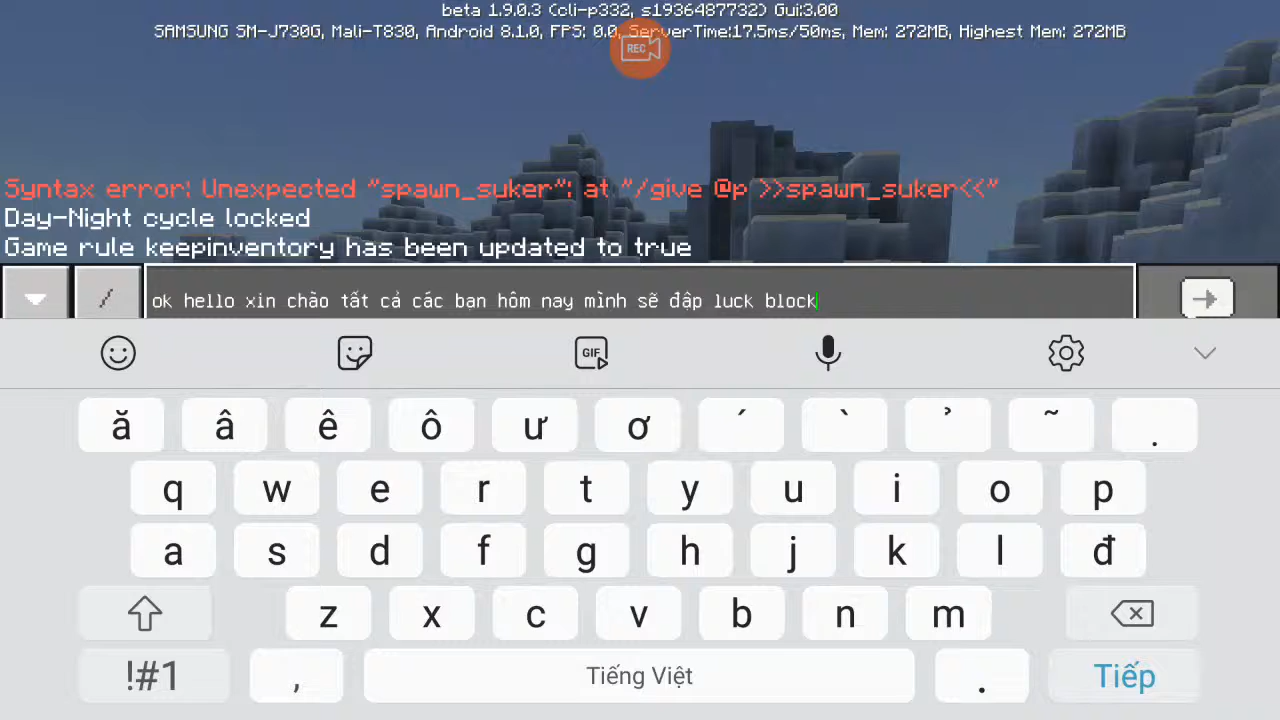 beta 1.9.0.3 (cli-p332, s1936487732) Gui:3.00
SAMSUNG SM-J730G, Mali-T830, Android 8.1.0, FPS: 0.0, ServerTime:17.5ms/50ms, Mem: 272MB, Highest Mem: 272MB
REC
Syntax error: Unexpected "spawn_suker": at "/give @p >>spawn_suker<<"
Day-Night cycle locked
Game rule keepinventory has been updated to true
/ ok hello xin chào tất cả các bạn hôm nay mình sẽ đập luck block
GIF
ă â ê ô ư ơ ´ ` ̉ ~ .
q w e r t y u i o p
a s d f g h j k l đ
z x c v b n m
!#1 , Tiếng Việt . Tiếp